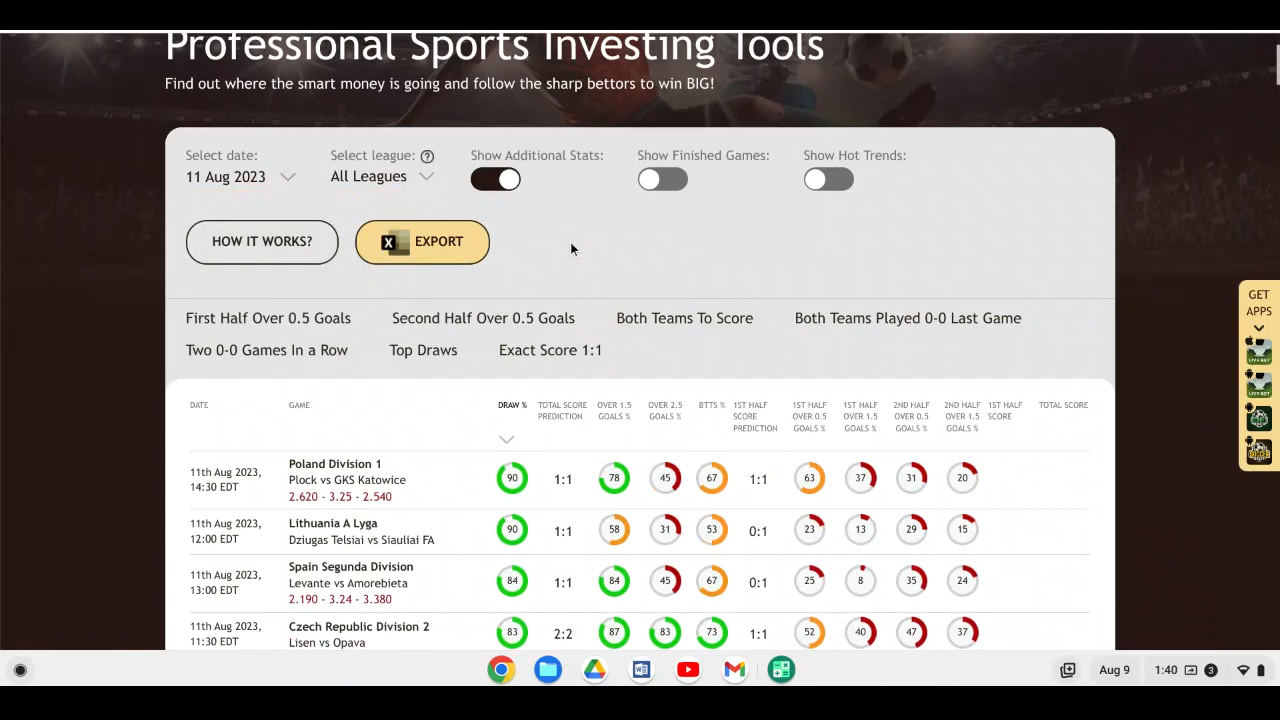 Professional Sports Investing Tools
Find out where the smart money is going and follow the sharp bettors to win BIG!
Select date:
11 Aug 2023
Select league: ?
All Leagues
Show Additional Stats:
Show Finished Games:
Show Hot Trends:
HOW IT WORKS?
X EXPORT
GET
APPS
First Half Over 0.5 Goals
Second Half Over 0.5 Goals
Both Teams To Score
Both Teams Played 0-0 Last Game
Two 0-0 Games In a Row
Top Draws
Exact Score 1:1
DATE
GAME
DRAW %
TOTAL SCORE
PREDICTION
OVER 1.5
GOALS %
OVER 2.5
GOALS %
BTTS %
1ST HALF
SCORE
PREDICTION
1ST HALF
OVER 0.5
GOALS %
1ST HALF
OVER 1.5
GOALS %
2ND HALF
OVER 0.5
GOALS %
2ND HALF
OVER 1.5
GOALS %
1ST HALF
SCORE
TOTAL SCORE
11th Aug 2023,
14:30 EDT
Poland Division 1
Plock vs GKS Katowice
2.620 - 3.25 - 2.540
90 1:1 78 45 67 1:1 63 37 31 20
11th Aug 2023,
12:00 EDT
Lithuania A Lyga
Dziugas Telsiai vs Siauliai FA
90 1:1 58 31 53 0:1 23 13 29 15
11th Aug 2023,
13:00 EDT
Spain Segunda Division
Levante vs Amorebieta
2.190 - 3.24 - 3.380
84 1:1 84 45 67 0:1 25 8 35 24
11th Aug 2023,
11:30 EDT
Czech Republic Division 2
Lisen vs Opava
83 2:2 87 83 73 1:1 52 40 47 37
Aug 9
1:40
3